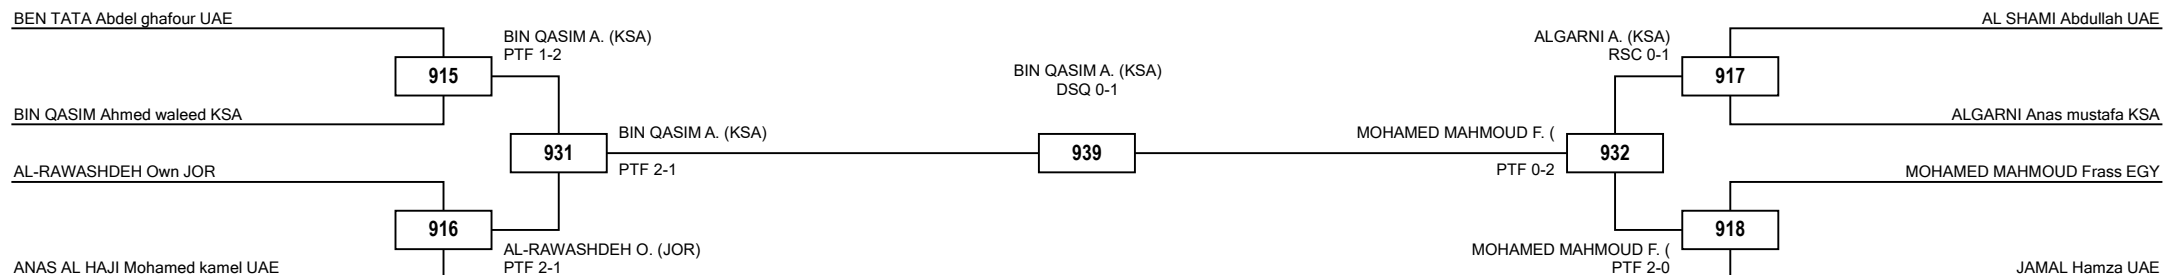 BEN TATA Abdel ghafour UAE
AL SHAMI Abdullah UAE
BIN QASIM A. (KSA)
PTF 1-2
ALGARNI A. (KSA)
RSC 0-1
915
BIN QASIM A. (KSA)
DSQ 0-1
917
BIN QASIM Ahmed waleed KSA
ALGARNI Anas mustafa KSA
931
BIN QASIM A. (KSA)
PTF 2-1
939
MOHAMED MAHMOUD F. (
PTF 0-2
932
AL-RAWASHDEH Own JOR
MOHAMED MAHMOUD Frass EGY
916
918
AL-RAWASHDEH O. (JOR)
PTF 2-1
MOHAMED MAHMOUD F. (
PTF 2-0
ANAS AL HAJI Mohamed kamel UAE
JAMAL Hamza UAE